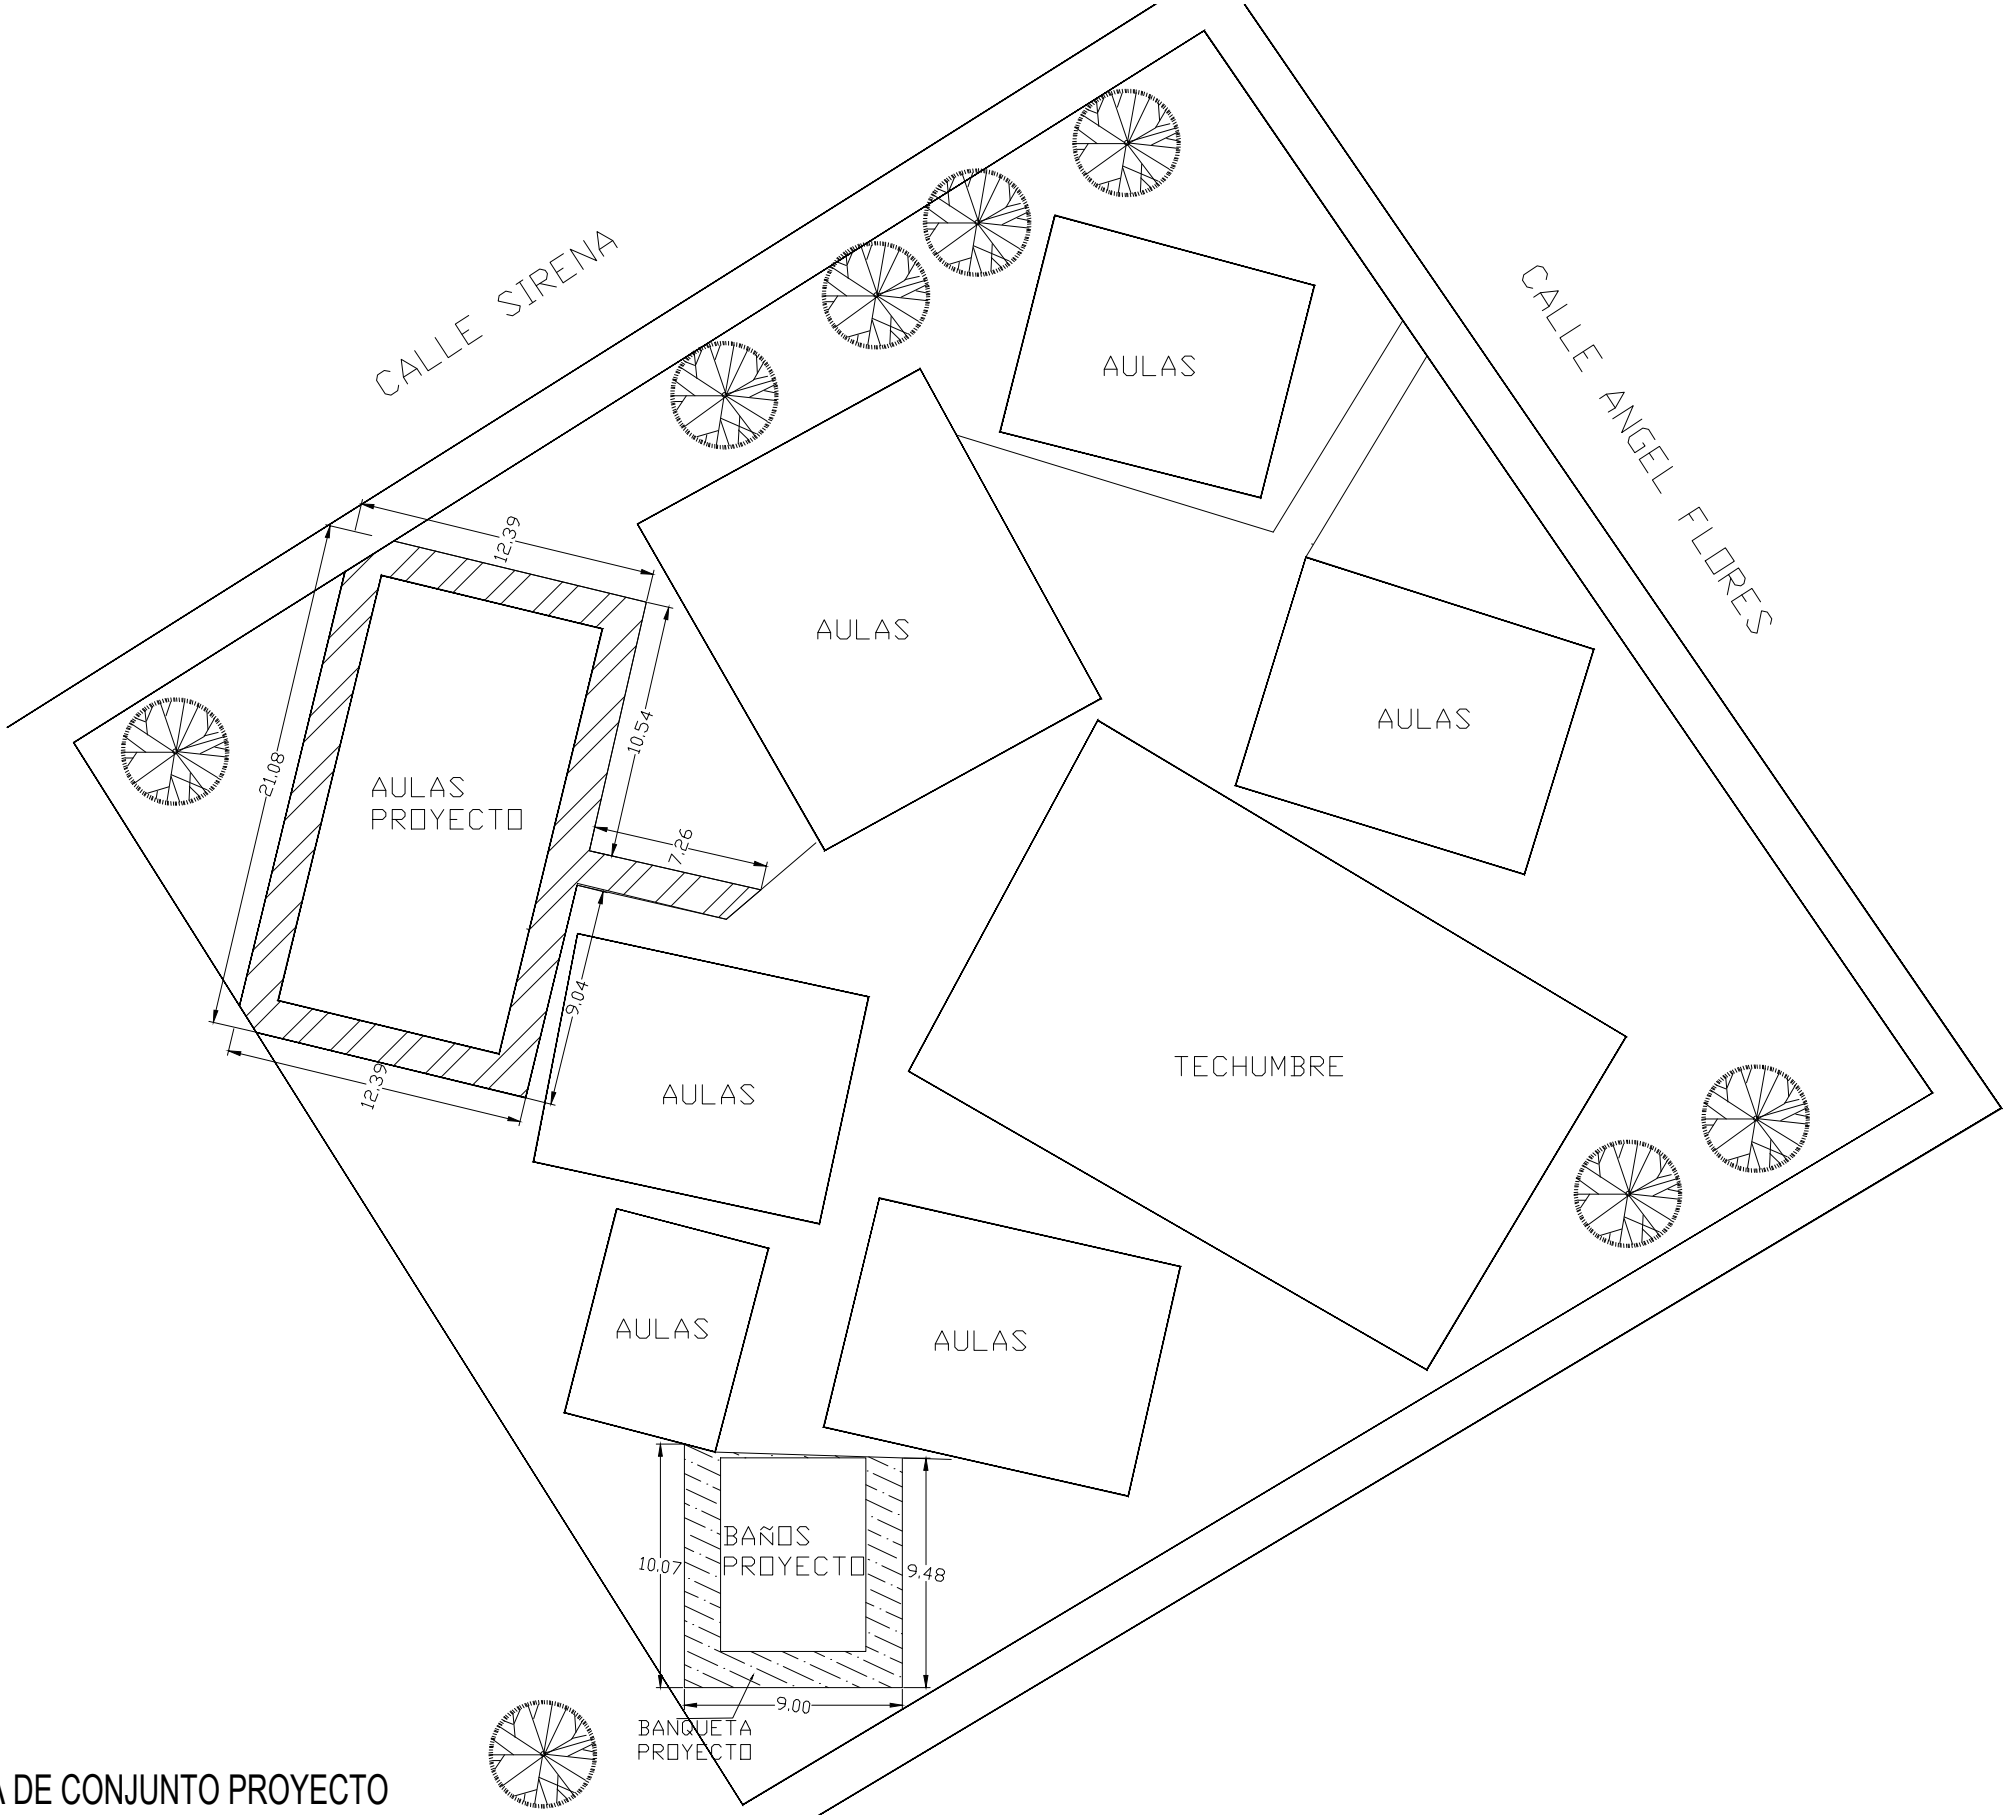 CALLE SIRENA
CALLE ANGEL FLORES
AULAS
12.39
AULAS
10.54
AULAS
21.08
AULAS
PROYECTO
7.26
9.04
AULAS
TECHUMBRE
12.39
AULAS
AULAS
BAÑOS
PROYECTO
10.07
9.48
9.00
BANQUETA
PROYECTO
A DE CONJUNTO PROYECTO